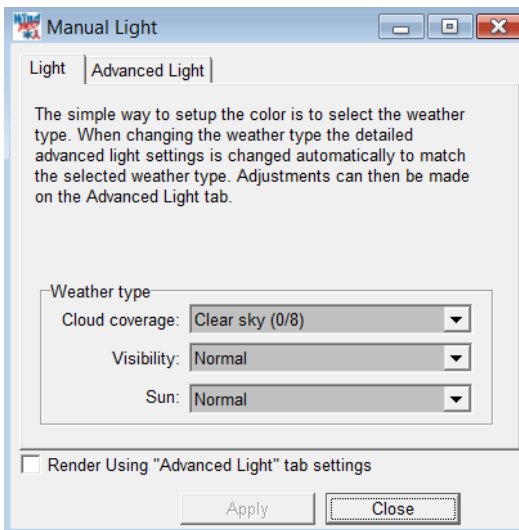 Manual Light
Light
Advanced Light
The simple way to setup the color is to select the weather
type. When changing the weather type the detailed
advanced light settings is changed automatically to match
the selected weather type. Adjustments can then be made
on the Advanced Light tab.
Weather type
Cloud coverage: Clear sky (0/8)
Visibility: Normal
Sun: Normal
Render Using "Advanced Light" tab settings
Apply
Close